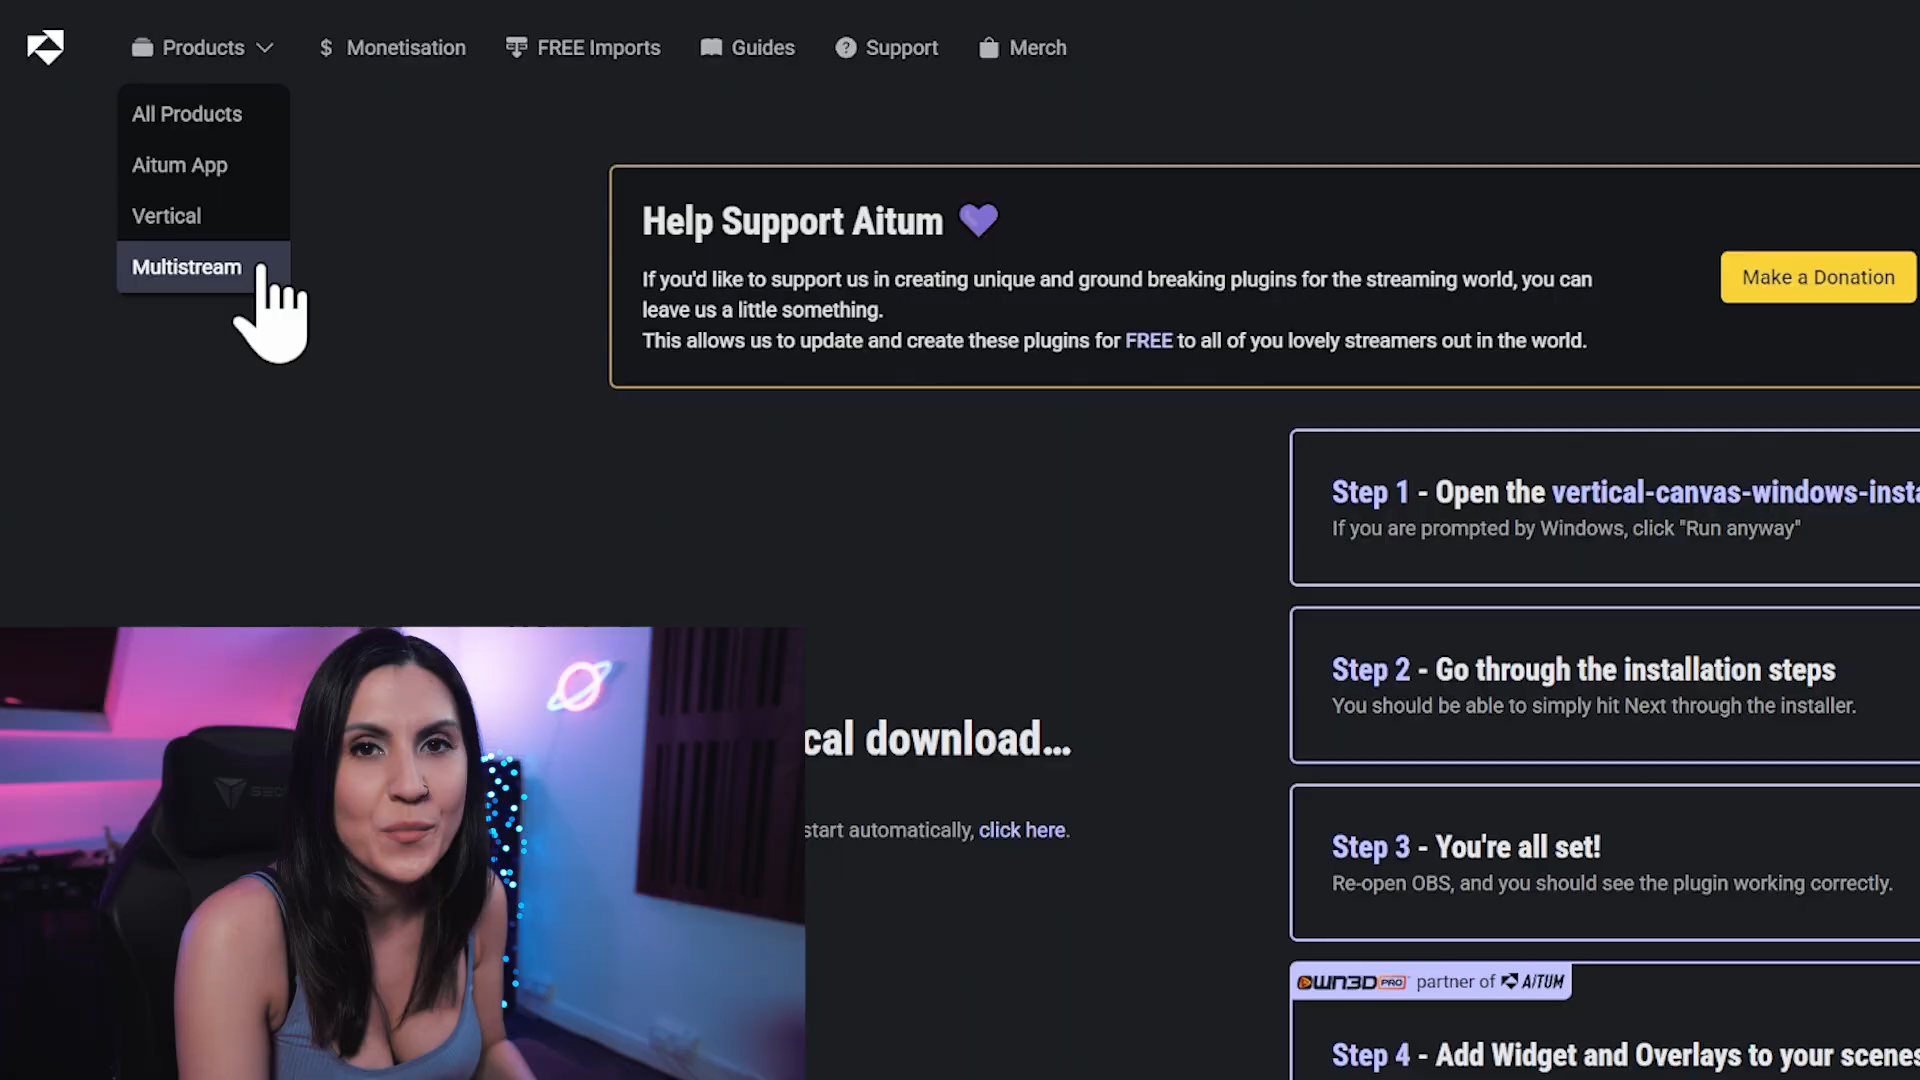 Products
$ Monetisation
FREE Imports
Guides
? Support
Merch
All Products
Aitum App
Vertical
Multistream
Help Support Aitum
If you'd like to support us in creating unique and ground breaking plugins for the streaming world, you can
leave us a little something.
This allows us to update and create these plugins for FREE to all of you lovely streamers out in the world.
Make a Donation
Step 1 - Open the vertical-canvas-windows-insta
If you are prompted by Windows, click "Run anyway"
Step 2 - Go through the installation steps
You should be able to simply hit Next through the installer.
cal download...
start automatically, click here.
Step 3 - You're all set!
Re-open OBS, and you should see the plugin working correctly.
OWN3D PRO partner of AITUM
Step 4 - Add Widget and Overlays to your scenes